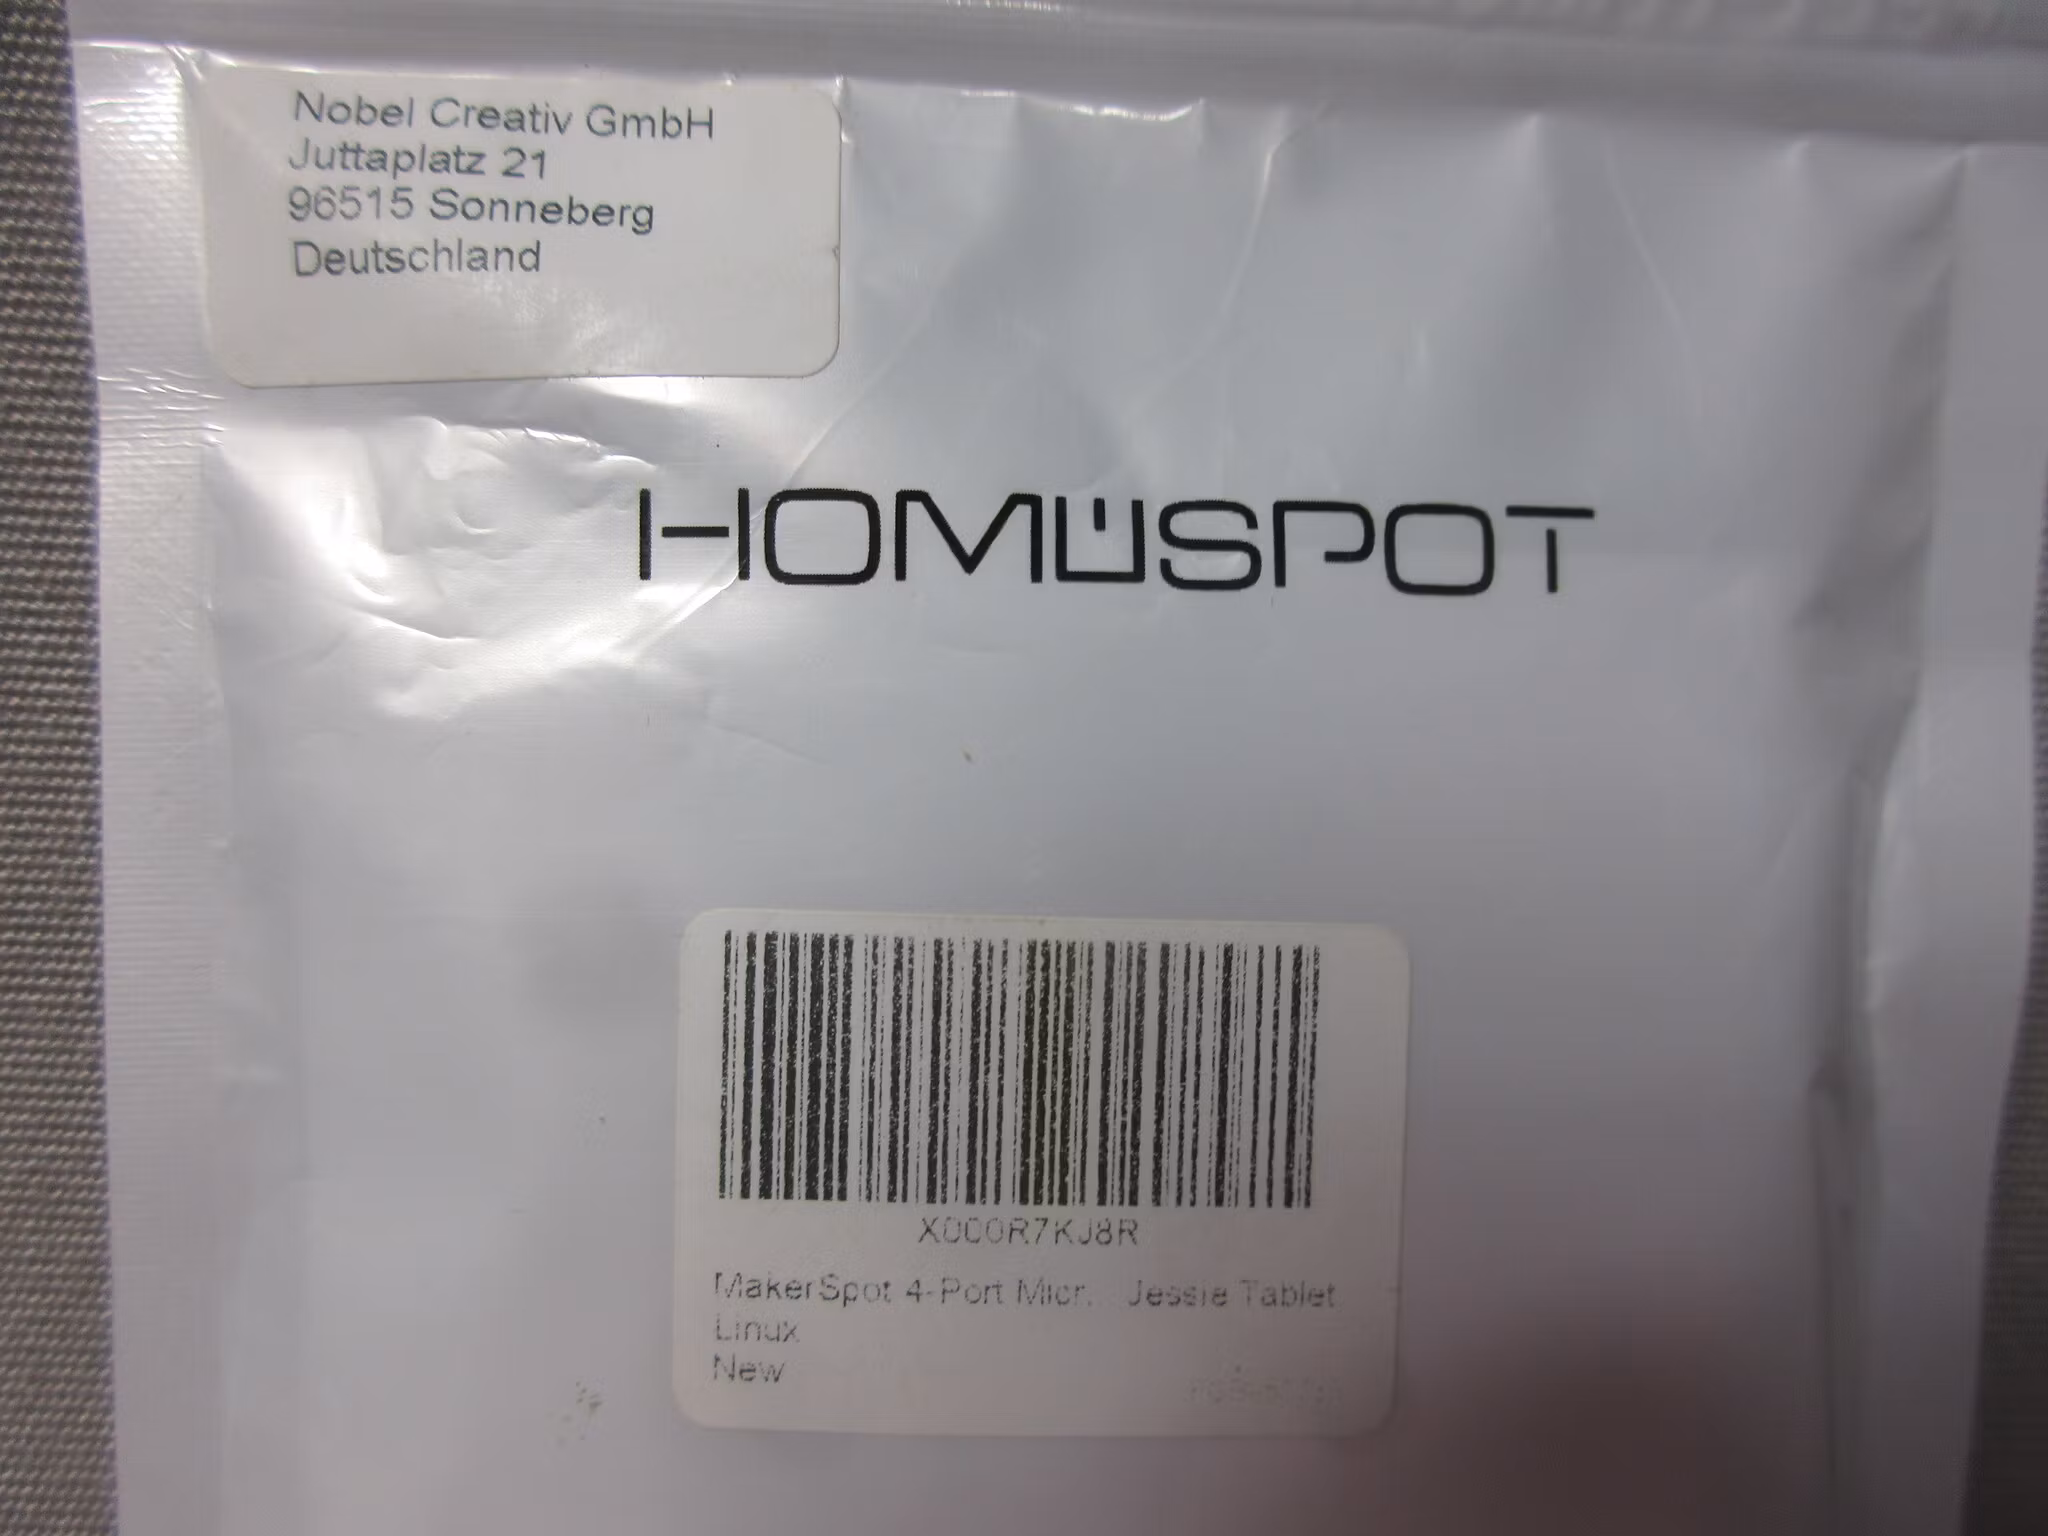 Nobel Creativ GmbH
Juttaplatz 21
96515 Sonneberg
Deutschland
HOMUSPOT
X000R7KJ8R
MakerSpot 4-Port Micr... Jessie Tablet
Linux
New